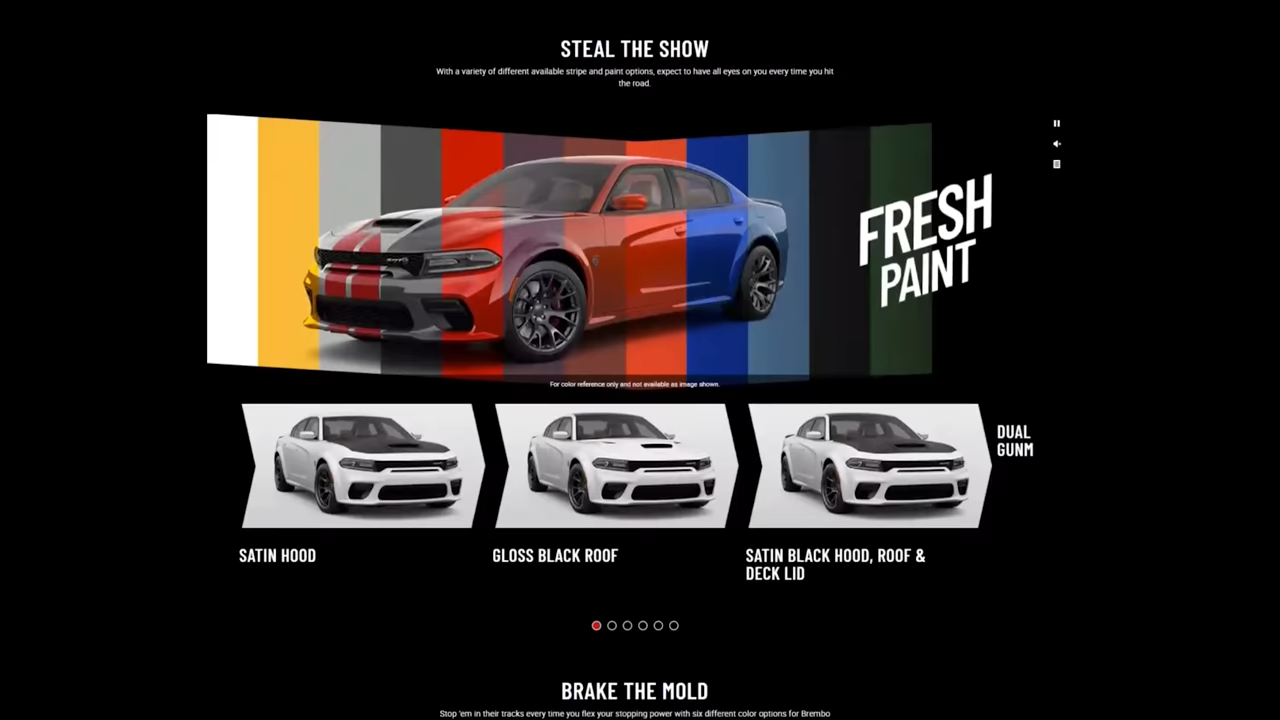 STEAL THE SHOW
With a variety of different available stripe and paint options, expect to have all eyes on you every time you hit
the road.
FRESH
PAINT
For color reference only and not available as image shown.
DUAL
GUNM
SATIN HOOD
GLOSS BLACK ROOF
SATIN BLACK HOOD, ROOF &
DECK LID
BRAKE THE MOLD
Stop 'em in their tracks every time you flex your stopping power with six different color options for Brembo